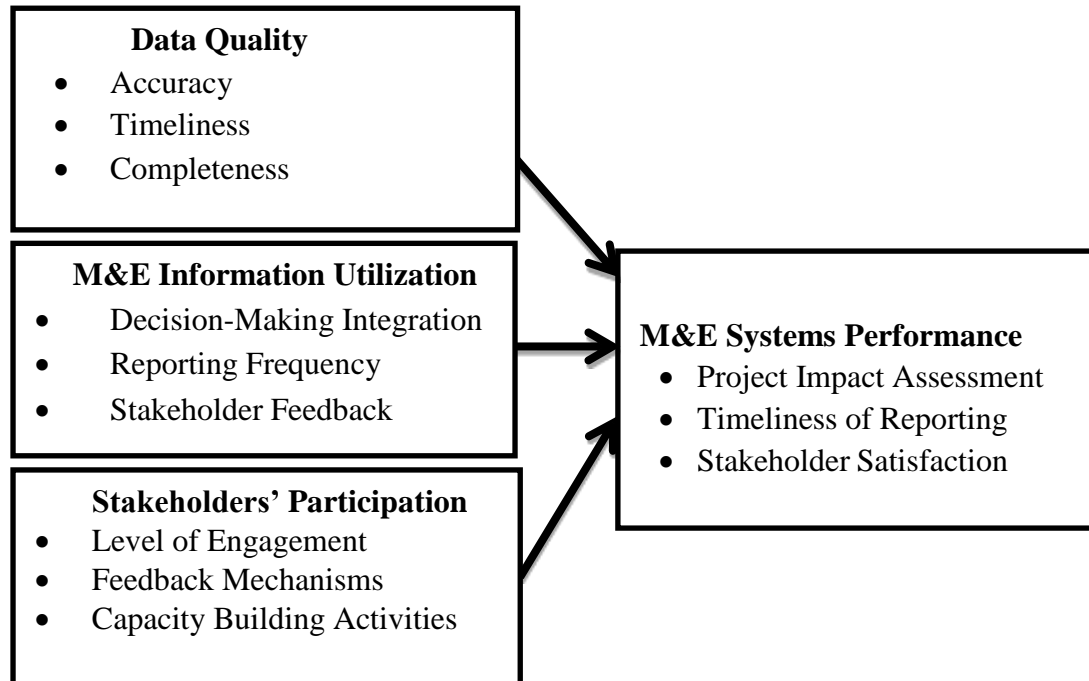 Data Quality
• Accuracy
• Timeliness
• Completeness
M&E Information Utilization
• Decision-Making Integration
• Reporting Frequency
• Stakeholder Feedback
Stakeholders’ Participation
• Level of Engagement
• Feedback Mechanisms
• Capacity Building Activities
M&E Systems Performance
• Project Impact Assessment
• Timeliness of Reporting
• Stakeholder Satisfaction